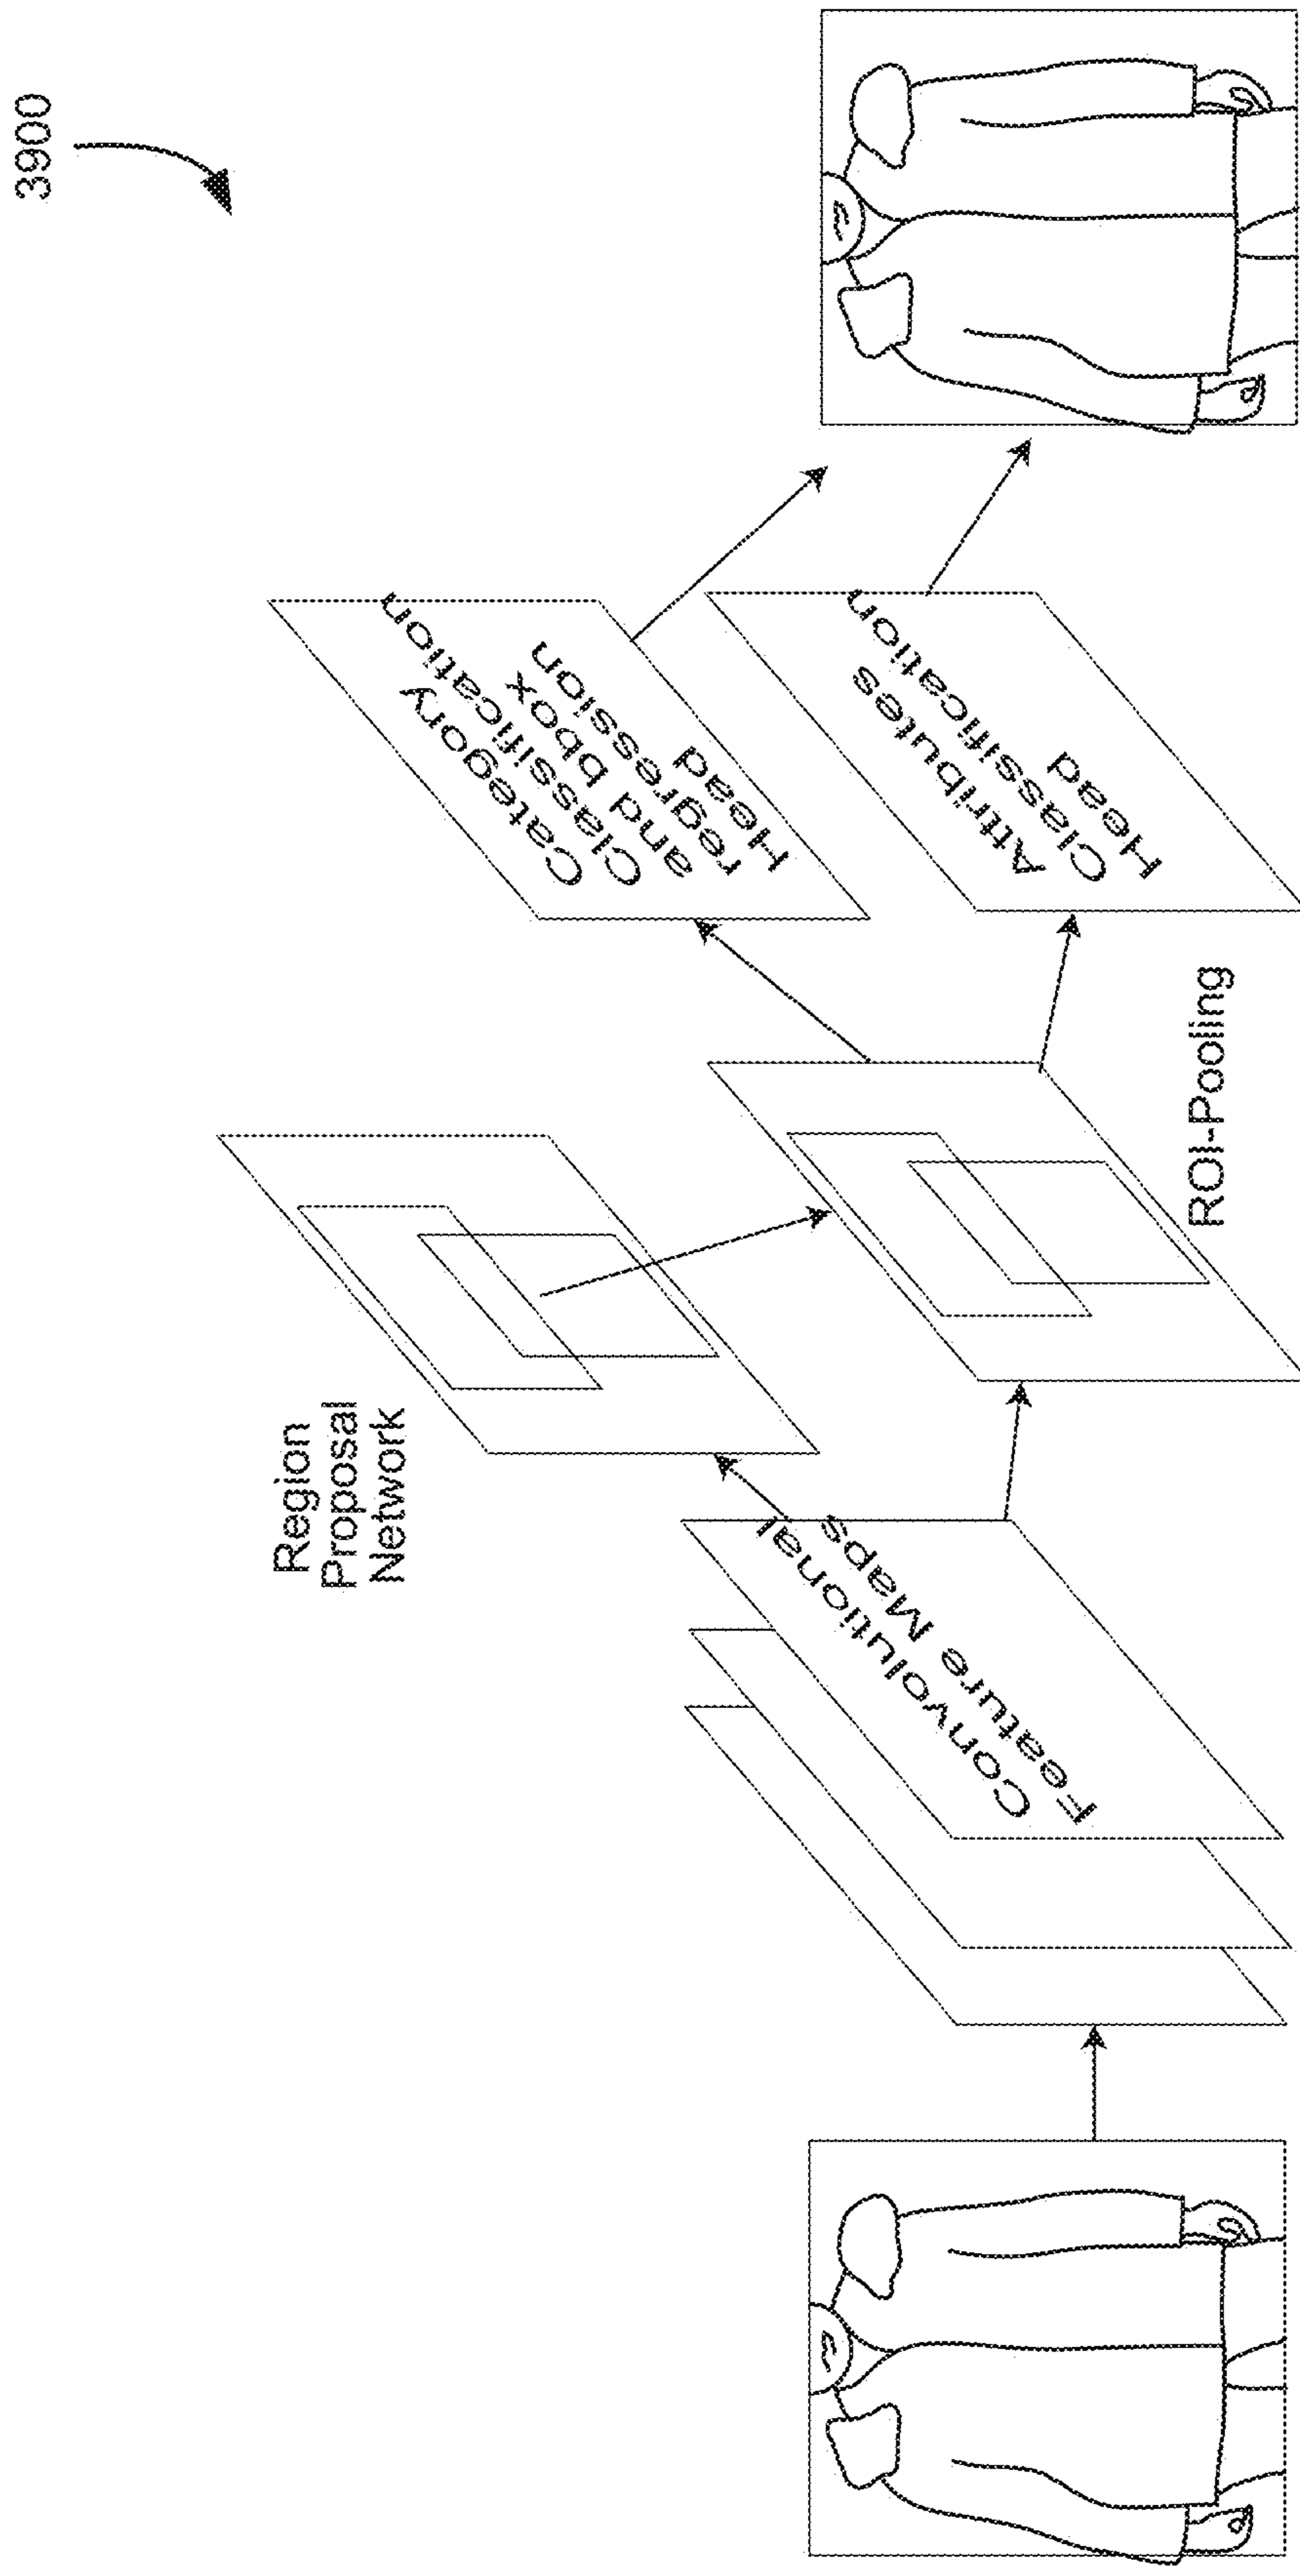 3900
Region
Proposal
Network
Convolutional
Feature Maps
ROI-Pooling
Category
Classification
and bbox
regression
Head
Attributes
Classification
Head